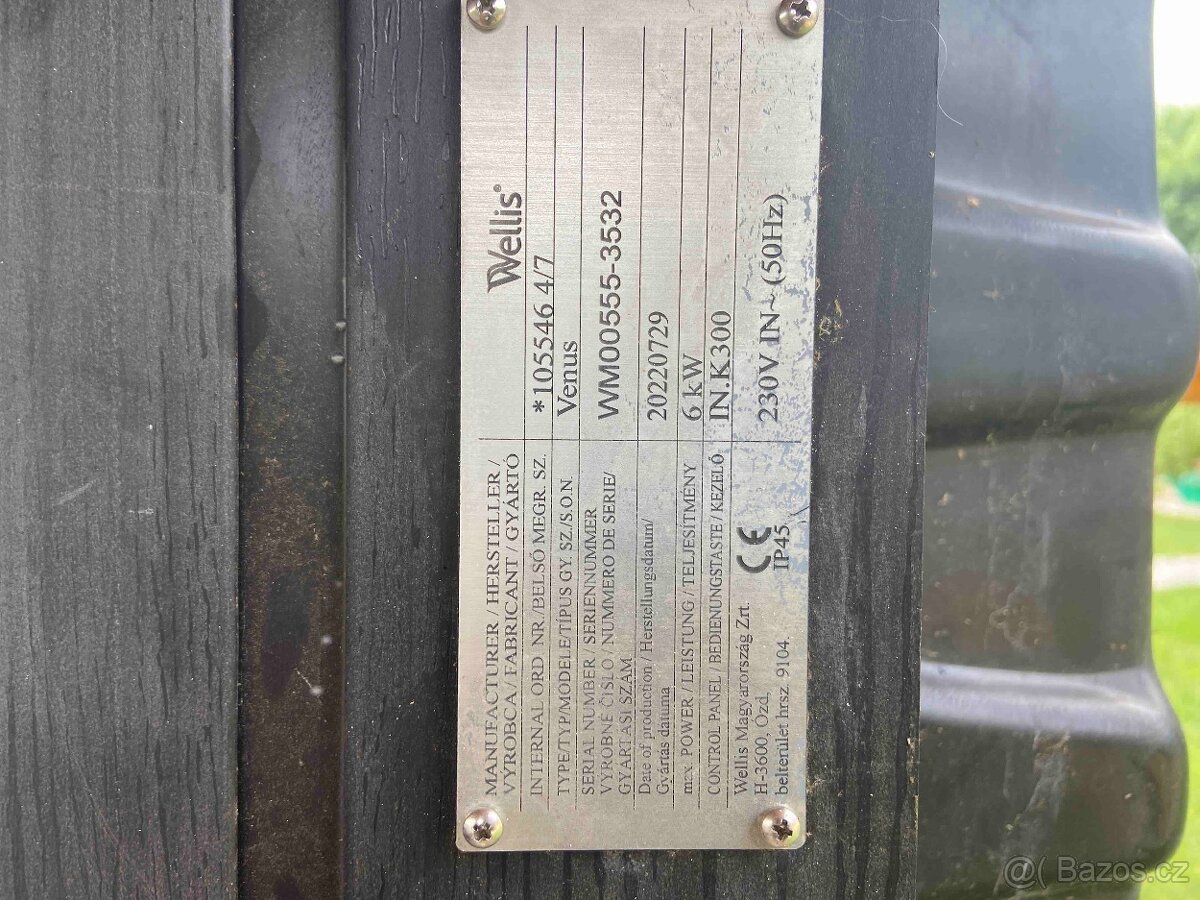 MANUFACTURER / HERSTELLER /
VÝROBCA / FABRICANT / GYÁRTÓ
Wellis®
INTERNAL ORD NR./BELSŐ MEGR. SZ.
*105546 4/7
TYPE/TYP/MODELE/TÍPUS GY. SZ./S.O.N.
Venus
SERIAL NUMBER / SERIENNUMMER
VÝROBNÉ ČISLO / NUMMERO DE SERIE/
GYÁRTÁSI SZÁM
WM00555-3532
Date of production / Herstellungsdatum/
Gyártás dátuma
20220729
max POWER / LEISTUNG / TELJESÍTMÉNY
6 kW
CONTROL PANEL / BEDIENUNGSTASTE / KEZELŐ
IN.K300
Wellis Magyarország Zrt.
H-3600, Ózd,
belterület hrsz. 9104.
CE
IP45
230V IN~ (50Hz)
@( Bazos.cz